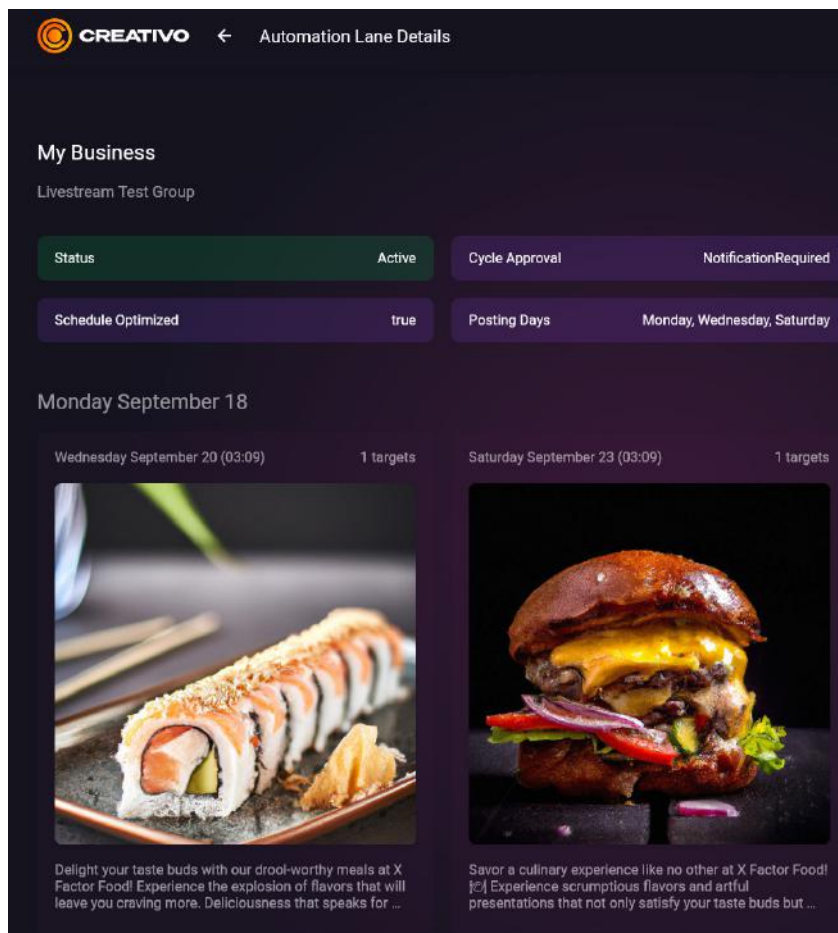 CREATIVO ← Automation Lane Details
My Business
Livestream Test Group
Status Active
Cycle Approval NotificationRequired
Schedule Optimized true
Posting Days Monday, Wednesday, Saturday
Monday September 18
Wednesday September 20 (03:09) 1 targets
Saturday September 23 (03:09) 1 targets
Delight your taste buds with our drool-worthy meals at X
Factor Food! Experience the explosion of flavors that will
leave you craving more. Deliciousness that speaks for ...
Savor a culinary experience like no other at X Factor Food!
🍽 Experience scrumptious flavors and artful
presentations that not only satisfy your taste buds but ...